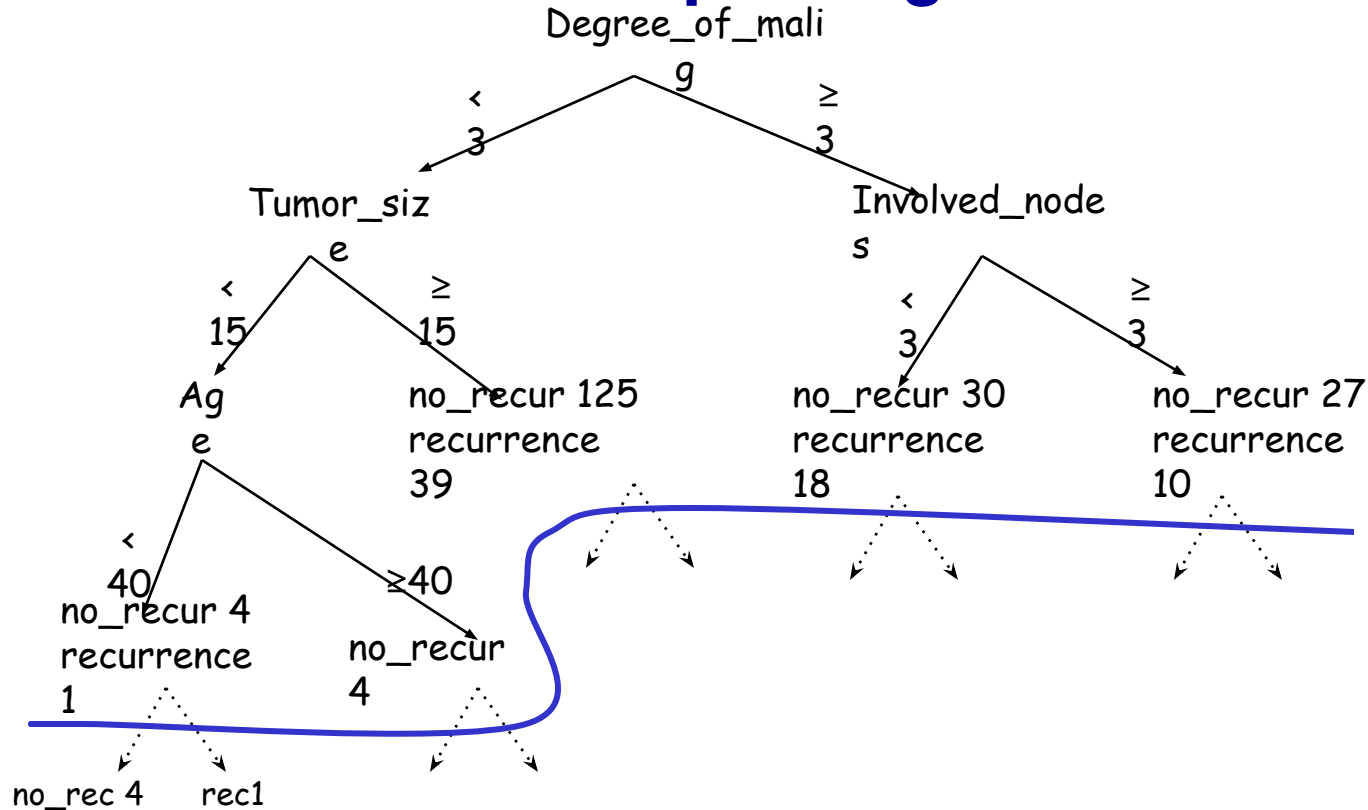 Degree_of_mali
g
<
3
≥
3
Tumor_siz
e
Involved_node
s
<
15
≥
15
<
3
≥
3
Ag
e
no_recur 125
recurrence
39
no_recur 30
recurrence
18
no_recur 27
recurrence
10
<
40
≥40
no_recur 4
recurrence
1
no_recur
4
no_rec 4
rec1